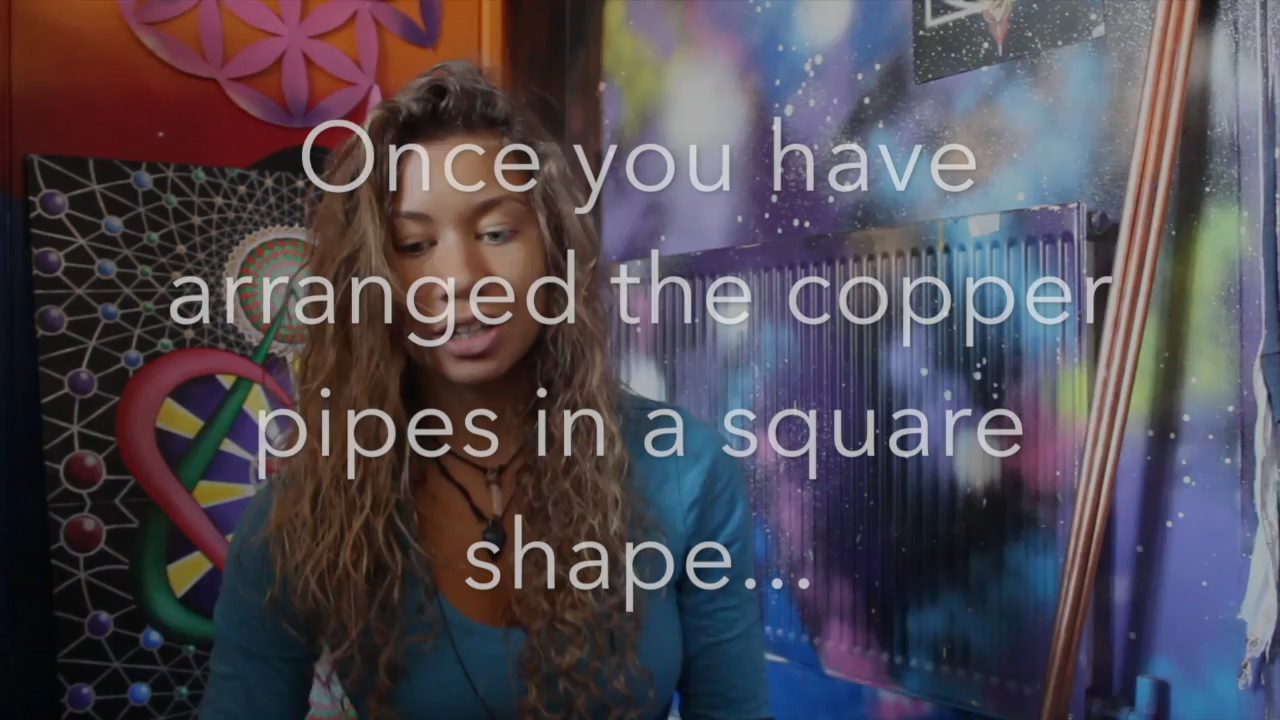 Once you have
arranged the copper
pipes in a square
shape...